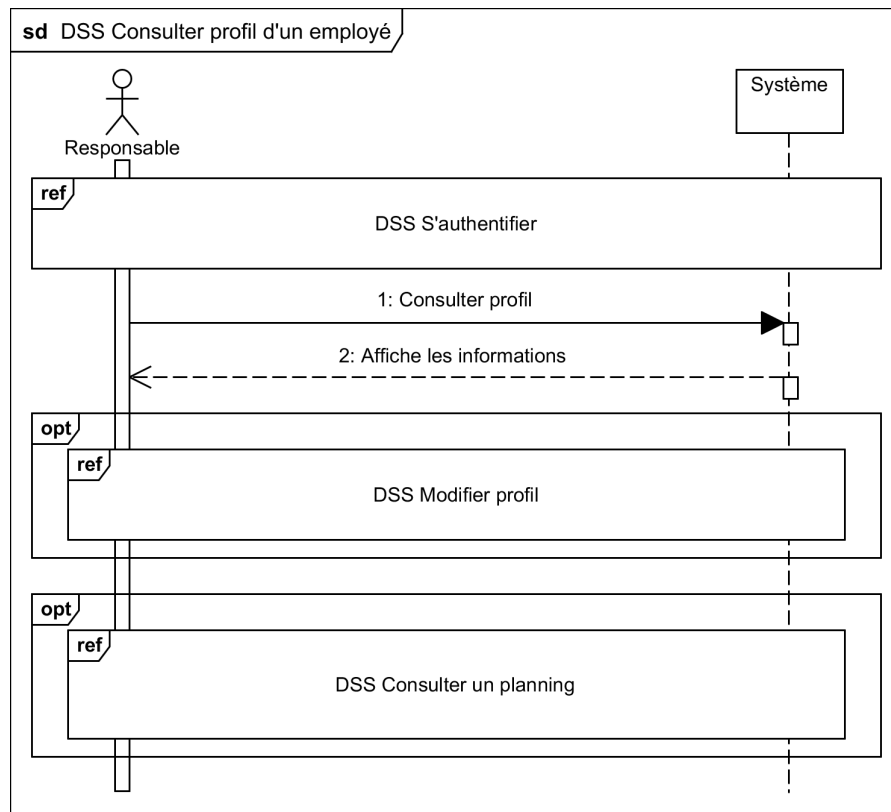 sd DSS Consulter profil d'un employé
Système
Responsable
ref
DSS S'authentifier
1: Consulter profil
2: Affiche les informations
opt
ref
DSS Modifier profil
opt
ref
DSS Consulter un planning